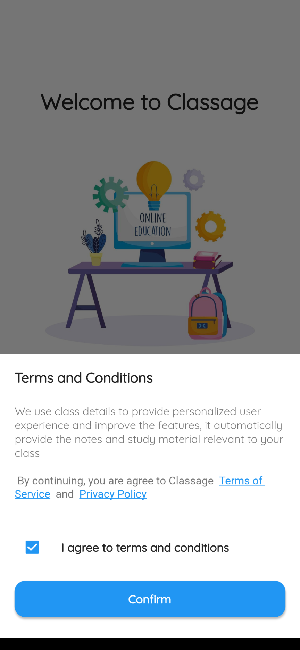 Welcome to Classage
ONLINE
EDUCATION
Terms and Conditions
We use class details to provide personalized user
experience and improve the features, it automatically
provide the notes and study material relevant to your
class
By continuing, you are agree to Classage Terms of
Service and Privacy Policy
I agree to terms and conditions
Confirm